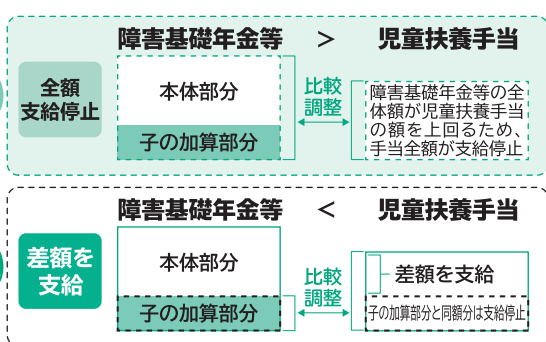 障害基礎年金等 > 児童扶養手当
全額
支給停止
本体部分
子の加算部分
比較
調整
障害基礎年金等の全
体額が児童扶養手当
の額を上回るため、
手当全額が支給停止
障害基礎年金等 < 児童扶養手当
差額を
支給
本体部分
子の加算部分
比較
調整
差額を支給
子の加算部分と同額分は支給停止